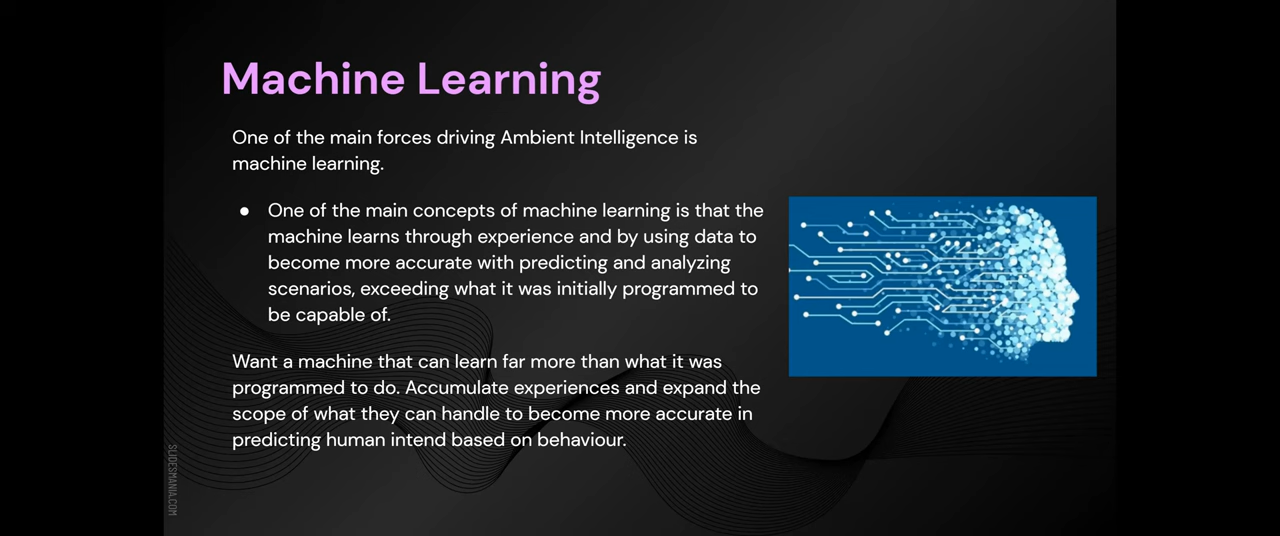 Machine Learning
One of the main forces driving Ambient Intelligence is
machine learning.
● One of the main concepts of machine learning is that the
machine learns through experience and by using data to
become more accurate with predicting and analyzing
scenarios, exceeding what it was initially programmed to
be capable of.
Want a machine that can learn far more than what it was
programmed to do. Accumulate experiences and expand the
scope of what they can handle to become more accurate in
predicting human intend based on behaviour.
SLIDESMANIA.COM